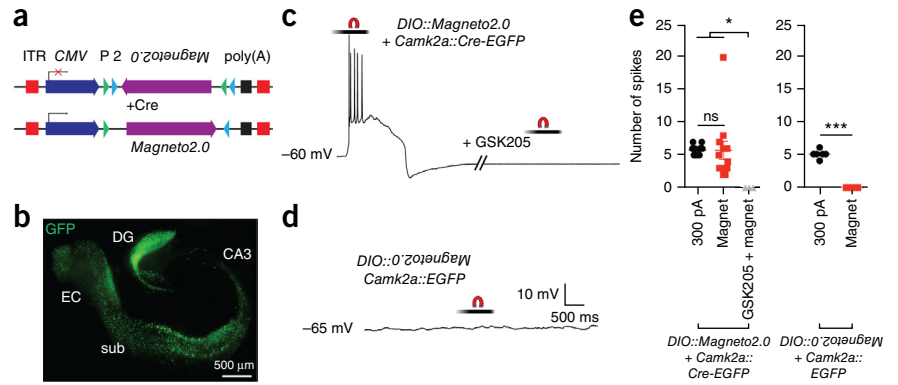 a
ITR CMV P 2 Magneto2.0 poly(A)
+Cre
Magneto2.0
b
GFP
DG
CA3
EC
sub
500 µm
c
DIO::Magneto2.0
+ Camk2a::Cre-EGFP
–60 mV
+ GSK205
d
DIO::Magneto2.0
Camk2a::EGFP
10 mV
500 ms
–65 mV
e
Number of spikes
25
20
15
10
5
0
*
ns
300 pA
Magnet
GSK205 + magnet
DIO::Magneto2.0
+ Camk2a::
Cre-EGFP
25
20
15
10
5
0
***
300 pA
Magnet
DIO::Magneto2.0
+ Camk2a::
EGFP